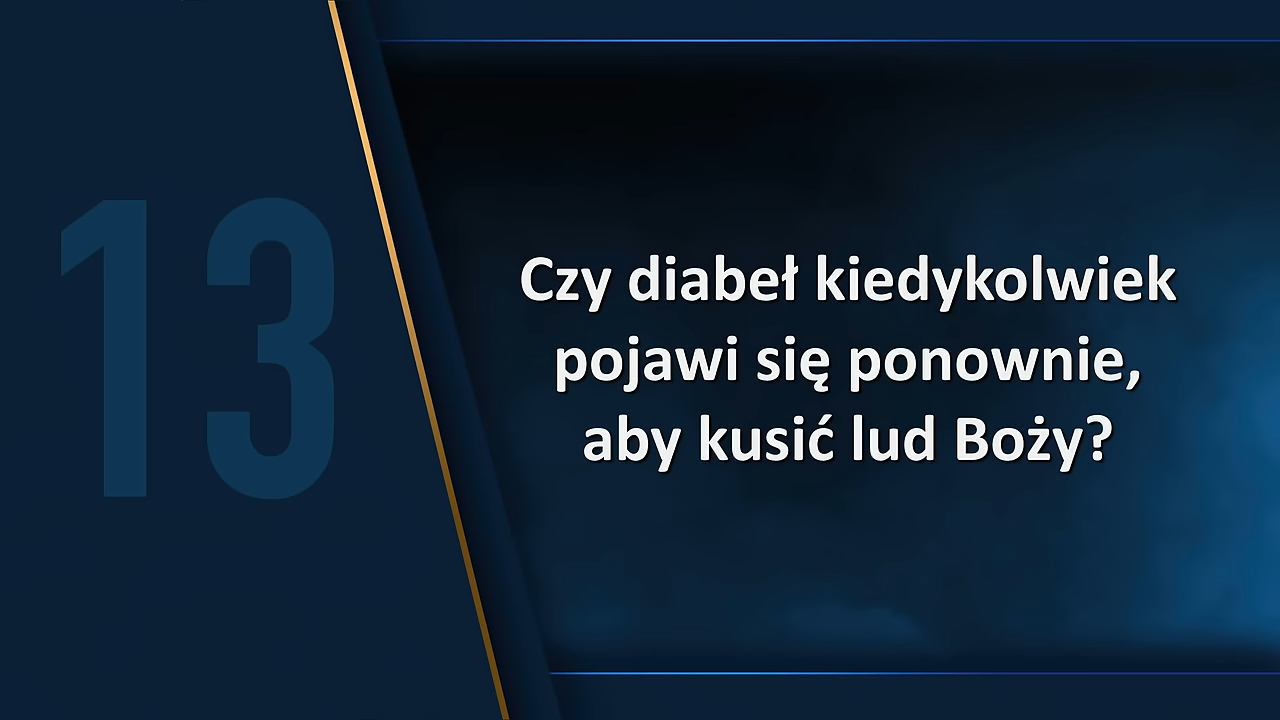 13
Czy diabeł kiedykolwiek
pojawi się ponownie,
aby kusić lud Boży?